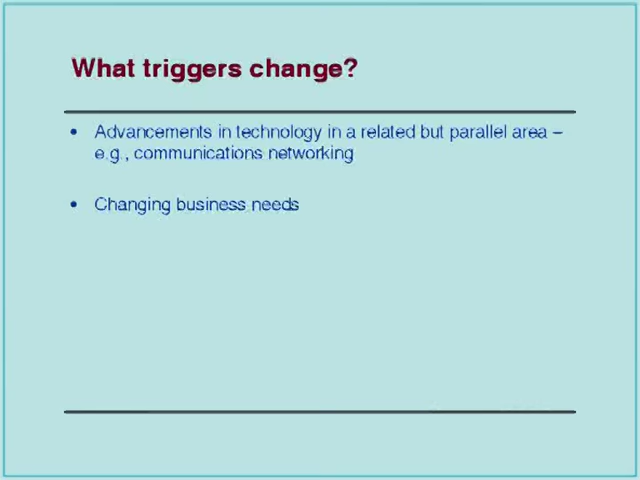 What triggers change?
• Advancements in technology in a related but parallel area –
e.g., communications networking
• Changing business needs